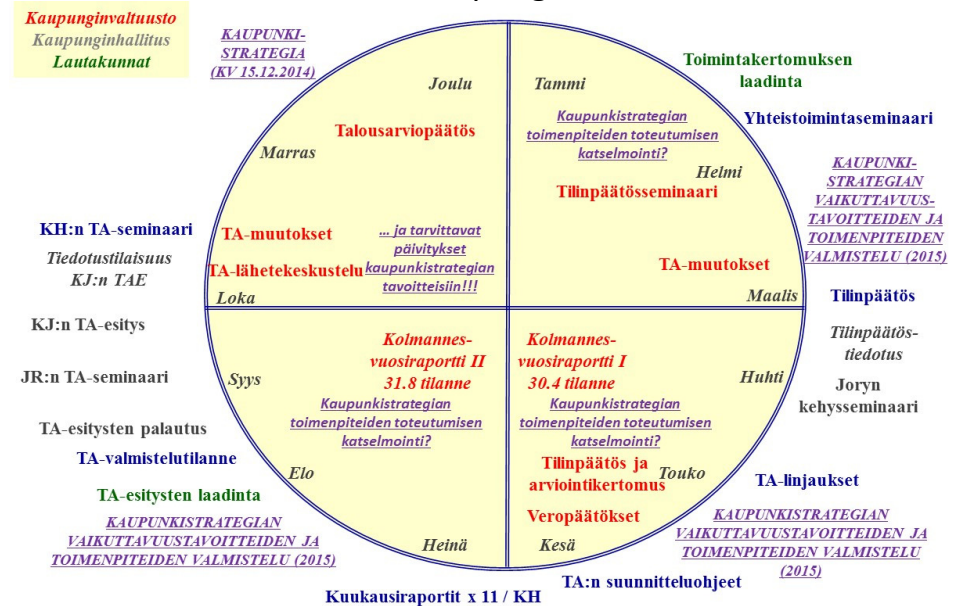 Kaupunginvaltuusto
Kaupunginhallitus
Lautakunnat
KAUPUNKI-
STRATEGIA
(KV 15.12.2014)
Joulu
Tammi
Toimintakertomuksen
laadinta
Talousarviopäätös
Marras
Kaupunkistrategian
toimenpiteiden toteutumisen
katselmointi?
Helmi
Tilinpäätösseminaari
Yhteistoimintaseminaari
KAUPUNKI-
STRATEGIAN
VAIKUTTAVUUS-
TAVOITTEIDEN JA
TOIMENPITEIDEN
VALMISTELU (2015)
KH:n TA-seminaari
Tiedotustilaisuus
KJ:n TAE
TA-muutokset
TA-lähetekeskustelu
Loka
... ja tarvittavat
päivitykset
kaupunkistrategian
tavoitteisiin!!!
TA-muutokset
Maalis
Tilinpäätös
KJ:n TA-esitys
JR:n TA-seminaari
Syys
Kolmannes-
vuosiraportti II
31.8 tilanne
Kaupunkistrategian
toimenpiteiden toteutumisen
katselmointi?
Kolmannes-
vuosiraportti I
30.4 tilanne
Kaupunkistrategian
toimenpiteiden toteutumisen
katselmointi?
Huhti
Tilinpäätös-
tiedotus
Joryn
kehysseminaari
TA-esitysten palautus
TA-valmistelutilanne
Elo
Tilinpäätös ja
arviointikertomus
Touko
TA-linjaukset
TA-esitysten laadinta
KAUPUNKISTRATEGIAN
VAIKUTTAVUUSTAVOITTEIDEN JA
TOIMENPITEIDEN VALMISTELU (2015)
Heinä
Veropäätökset
Kesä
KAUPUNKISTRATEGIAN
VAIKUTTAVUUSTAVOITTEIDEN JA
TOIMENPITEIDEN VALMISTELU
(2015)
TA:n suunnitteluohjeet
Kuukausiraportit x 11 / KH